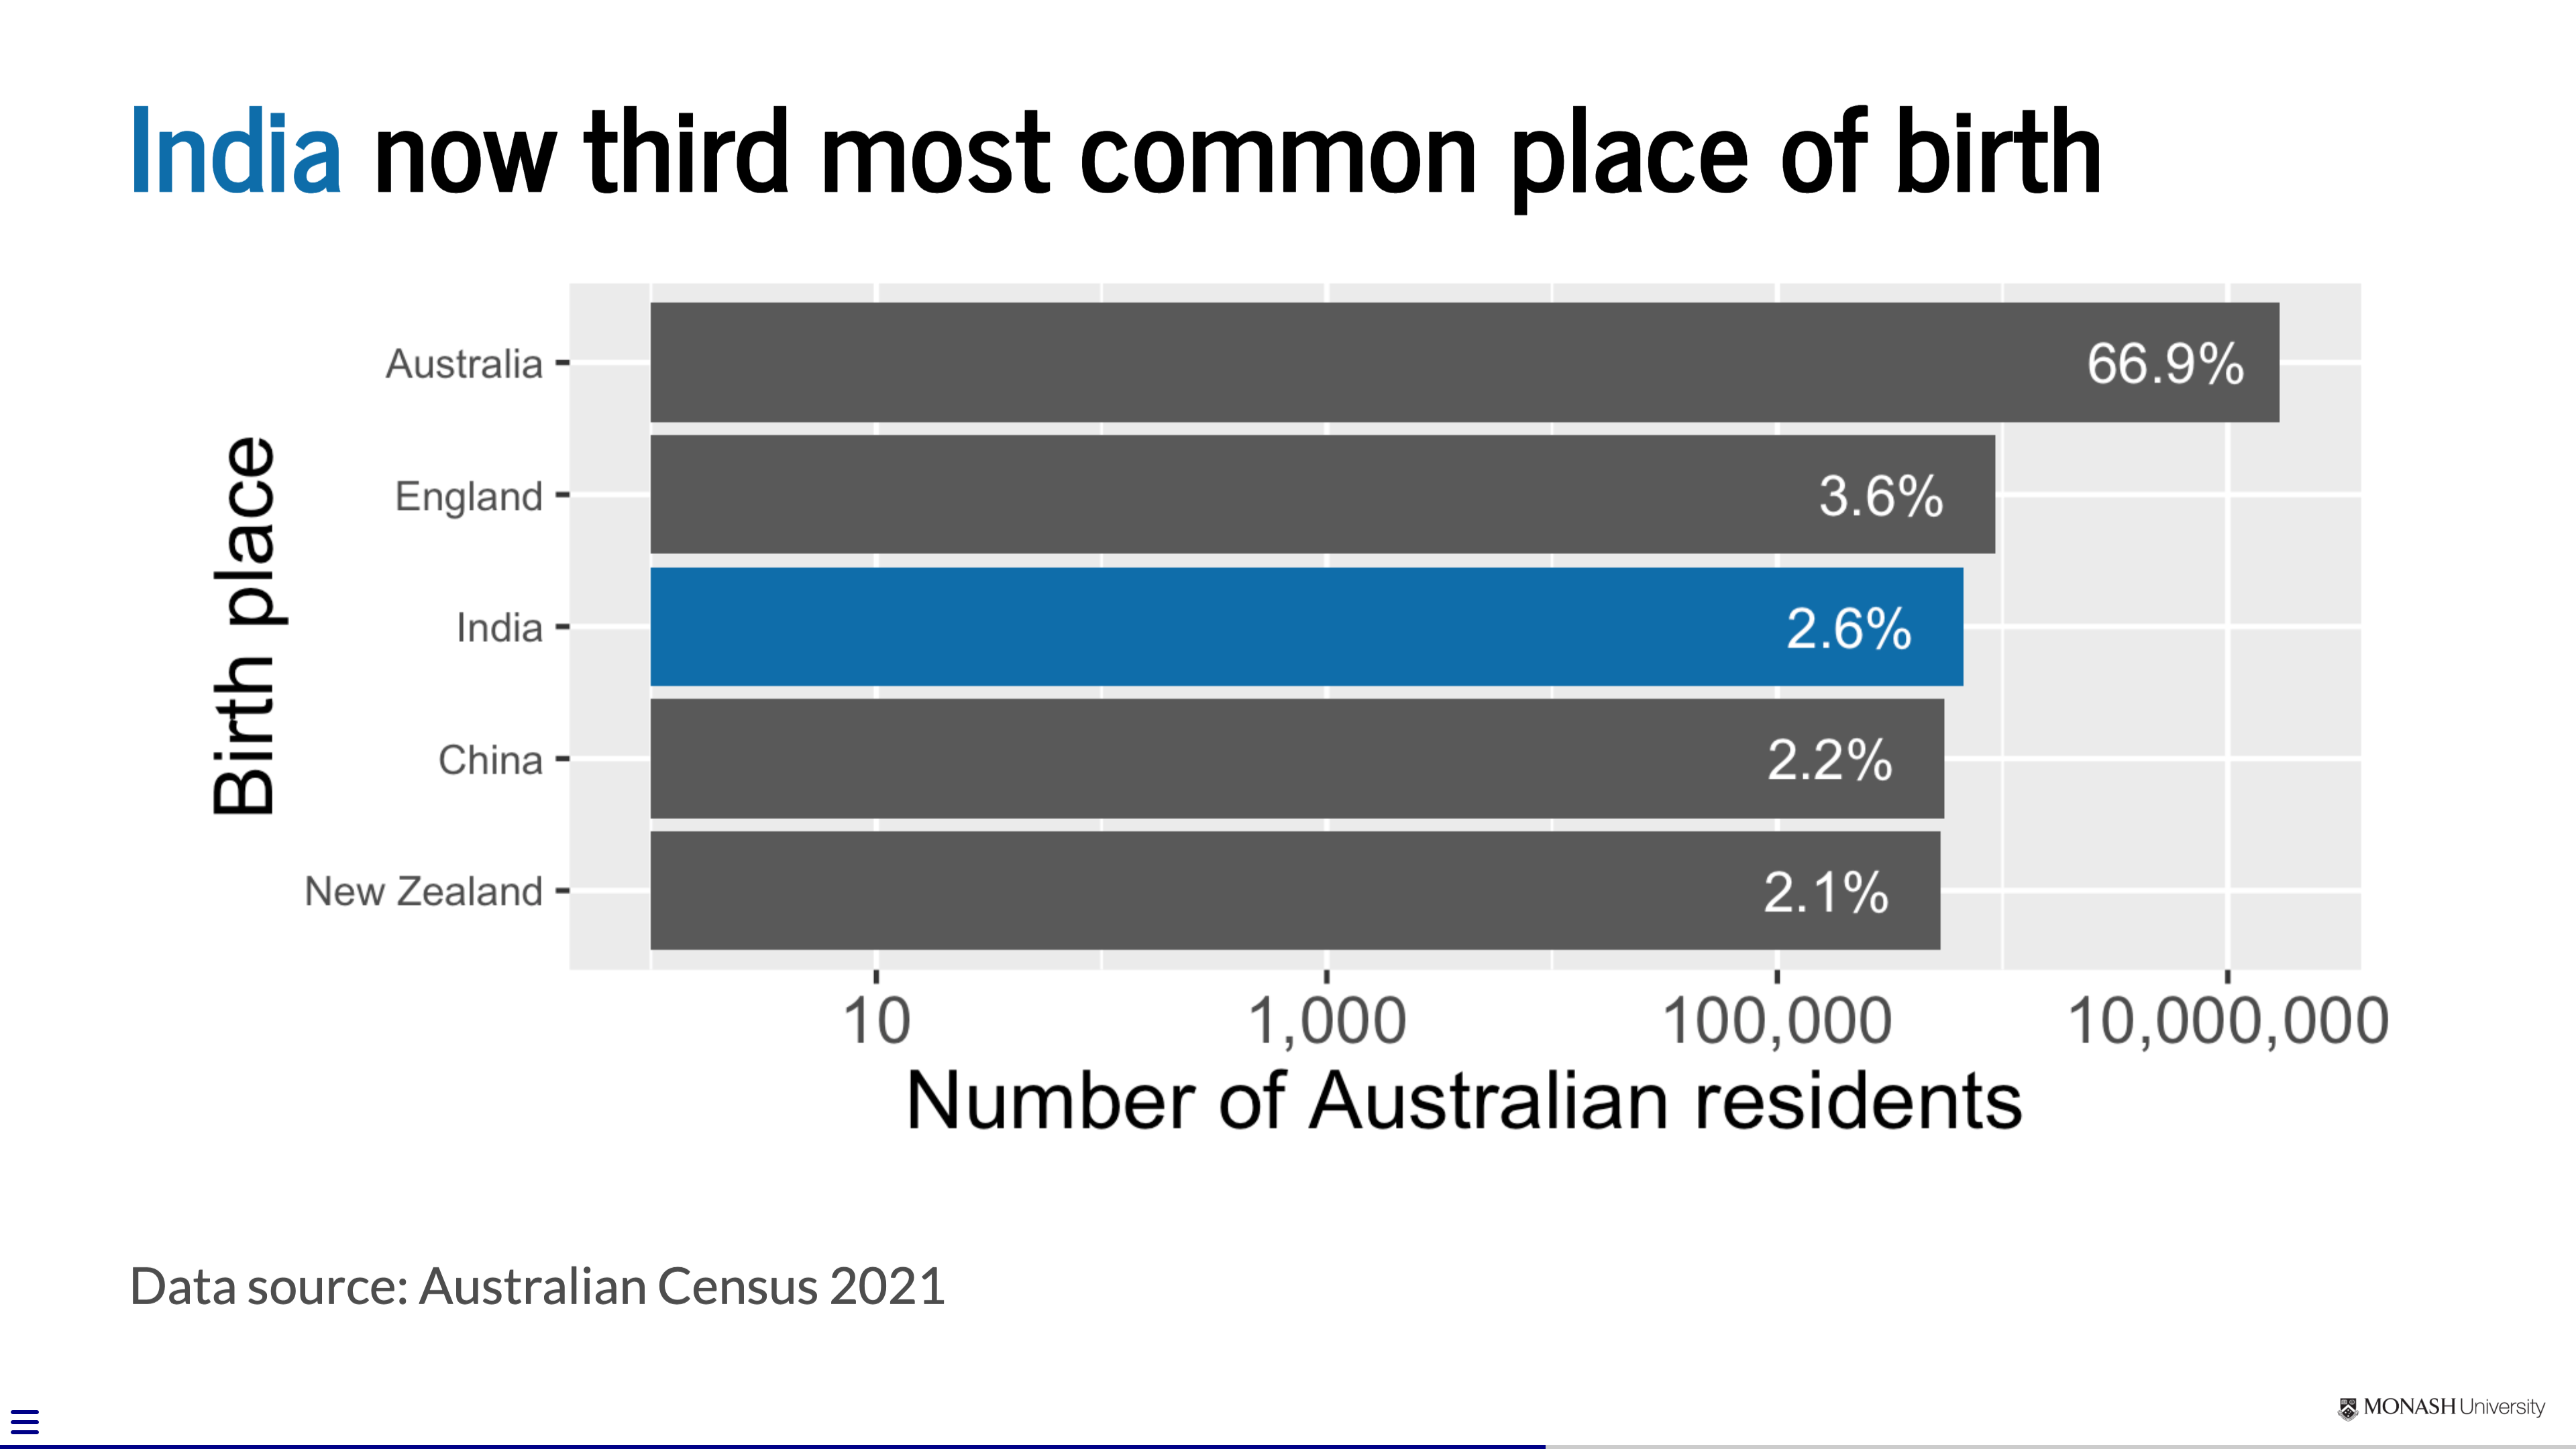 India now third most common place of birth
Birth place
Australia
66.9%
England
3.6%
India
2.6%
China
2.2%
New Zealand
2.1%
10
1,000
100,000
10,000,000
Number of Australian residents
Data source: Australian Census 2021
MONASH University